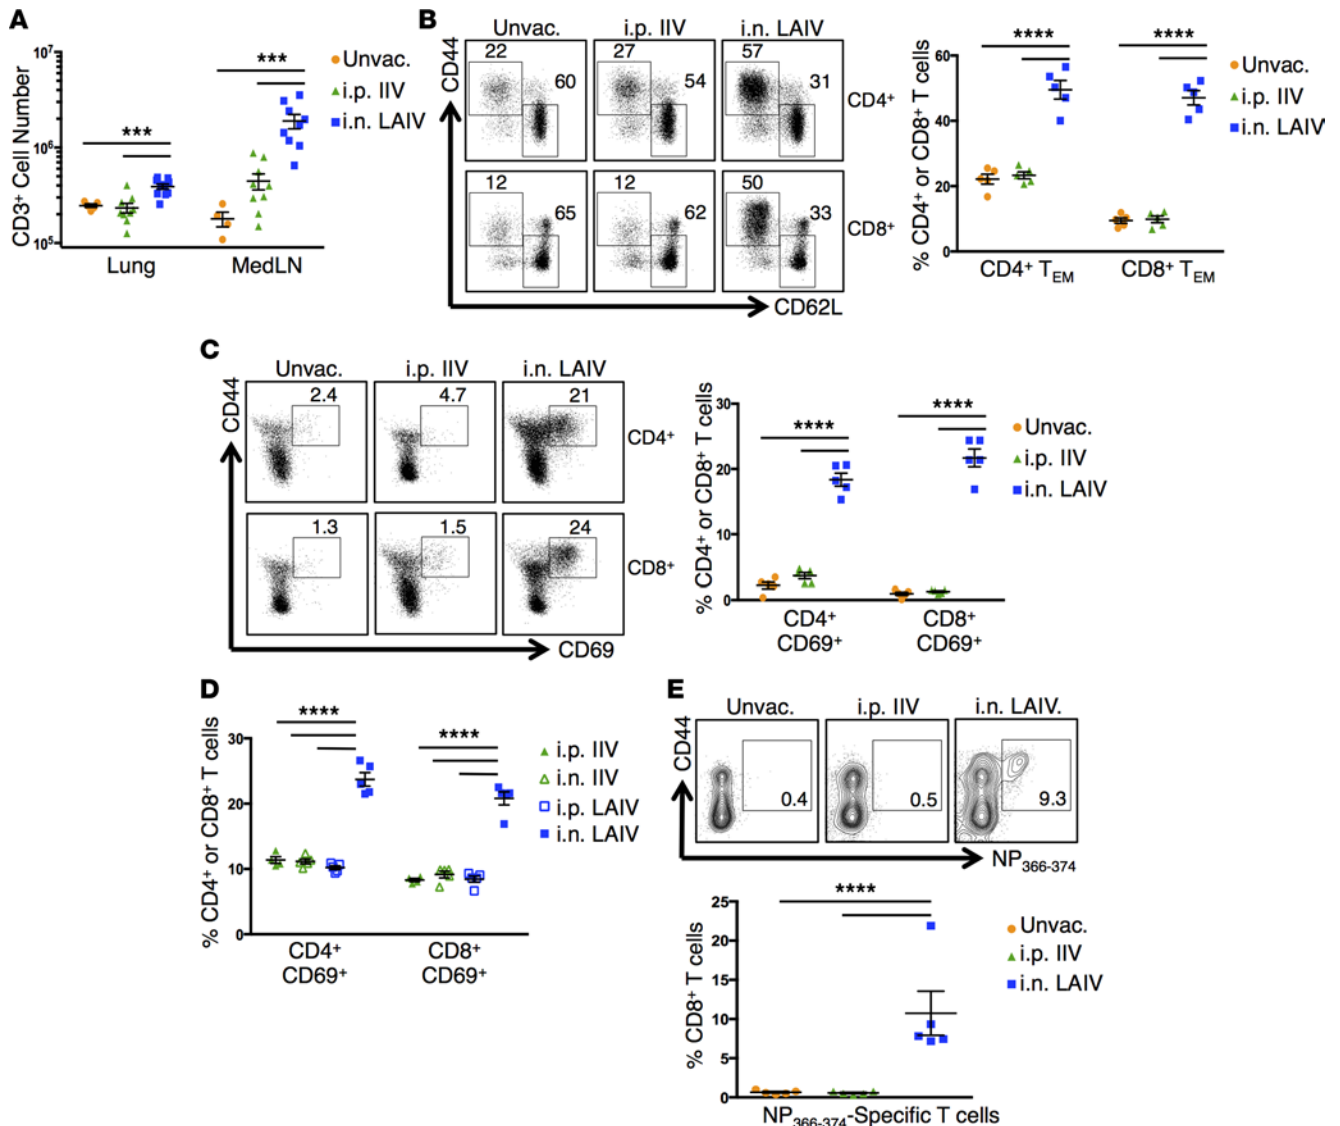 A
CD3⁺ Cell Number
10⁷
10⁶
10⁵
***
***
Lung
MedLN
Unvac.
i.p. IIV
i.n. LAIV
B
Unvac.
i.p. IIV
i.n. LAIV
CD44
22
60
27
54
57
31
CD4⁺
12
65
12
62
50
33
CD8⁺
CD62L
% CD4⁺ or CD8⁺ T cells
60
40
20
0
****
****
CD4⁺ T_EM
CD8⁺ T_EM
Unvac.
i.p. IIV
i.n. LAIV
C
Unvac.
i.p. IIV
i.n. LAIV
CD44
2.4
4.7
21
CD4⁺
1.3
1.5
24
CD8⁺
CD69
% CD4⁺ or CD8⁺ T cells
30
20
10
0
****
****
CD4⁺
CD69⁺
CD8⁺
CD69⁺
Unvac.
i.p. IIV
i.n. LAIV
D
% CD4⁺ or CD8⁺ T cells
30
20
10
0
****
****
CD4⁺
CD69⁺
CD8⁺
CD69⁺
i.p. IIV
i.n. IIV
i.p. LAIV
i.n. LAIV
E
Unvac.
i.p. IIV
i.n. LAIV.
CD44
0.4
0.5
9.3
NP₃₆₆₋₃₇₄
% CD8⁺ T cells
25
20
15
10
5
0
****
NP₃₆₆₋₃₇₄-Specific T cells
Unvac.
i.p. IIV
i.n. LAIV